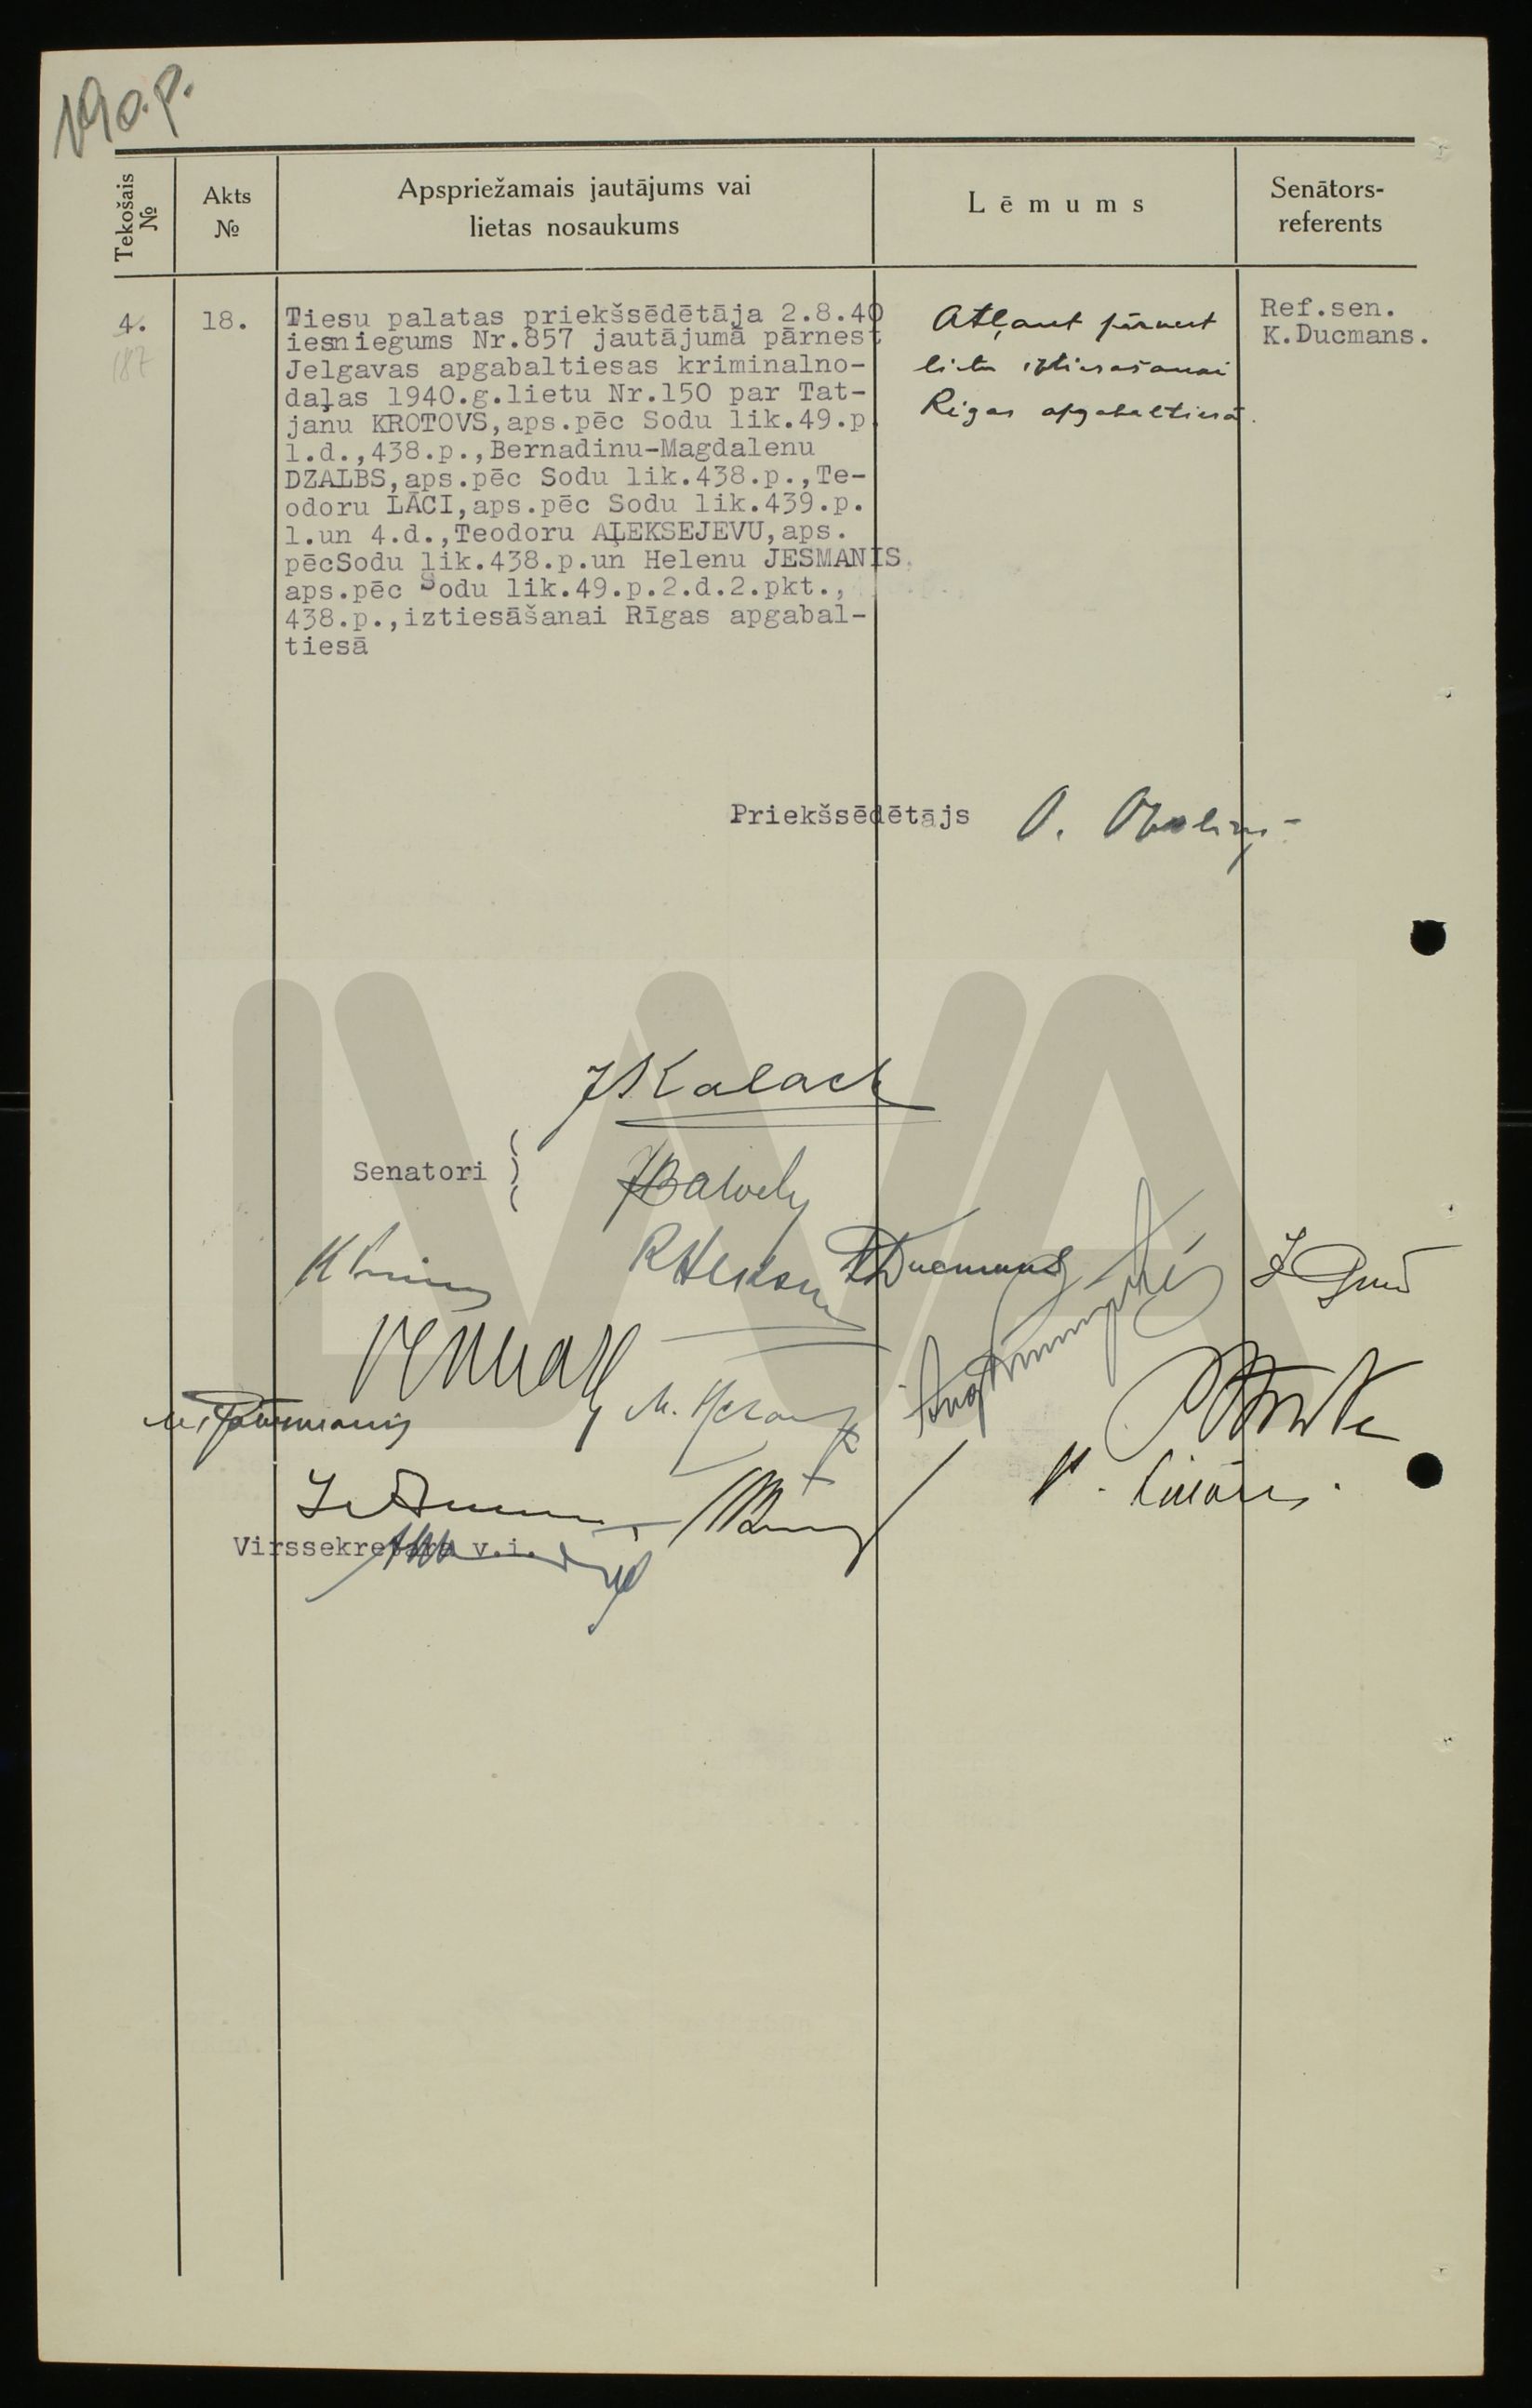 190.p.
Tekošais №
Akts №
Apspriežamais jautājums vai
lietas nosaukums
Lēmums
Senātors-
referents
4.
187
18.
Tiesu palatas priekšsēdētāja 2.8.40
iesniegums Nr.857 jautājumā pārnest
Jelgavas apgabaltiesas kriminalno-
daļas 1940.g.lietu Nr.150 par Tat-
janu KROTOVS,aps.pēc Sodu lik.49.p.
1.d.,438.p.,Bernadinu-Magdalenu
DZALBS,aps.pēc Sodu lik.438.p.,Te-
odoru LĀCI,aps.pēc Sodu lik.439.p.
1.un 4.d.,Teodoru AĻEKSEJEVU,aps.
pēcSodu lik.438.p.un Helenu JESMANIS,
aps.pēc Sodu lik.49.p.2.d.2.pkt.,
438.p.,iztiesāšanai Rīgas apgabal-
tiesā
Atļaut pārnest
lietu iztiesāšanai
Rīgas apgabaltiesā.
Ref.sen.
K.Ducmans.
Priekšsēdētājs
O. Ozoliņš
JKalack
Senatori
KDucmans
Virssekretāra v.i.
LVVA